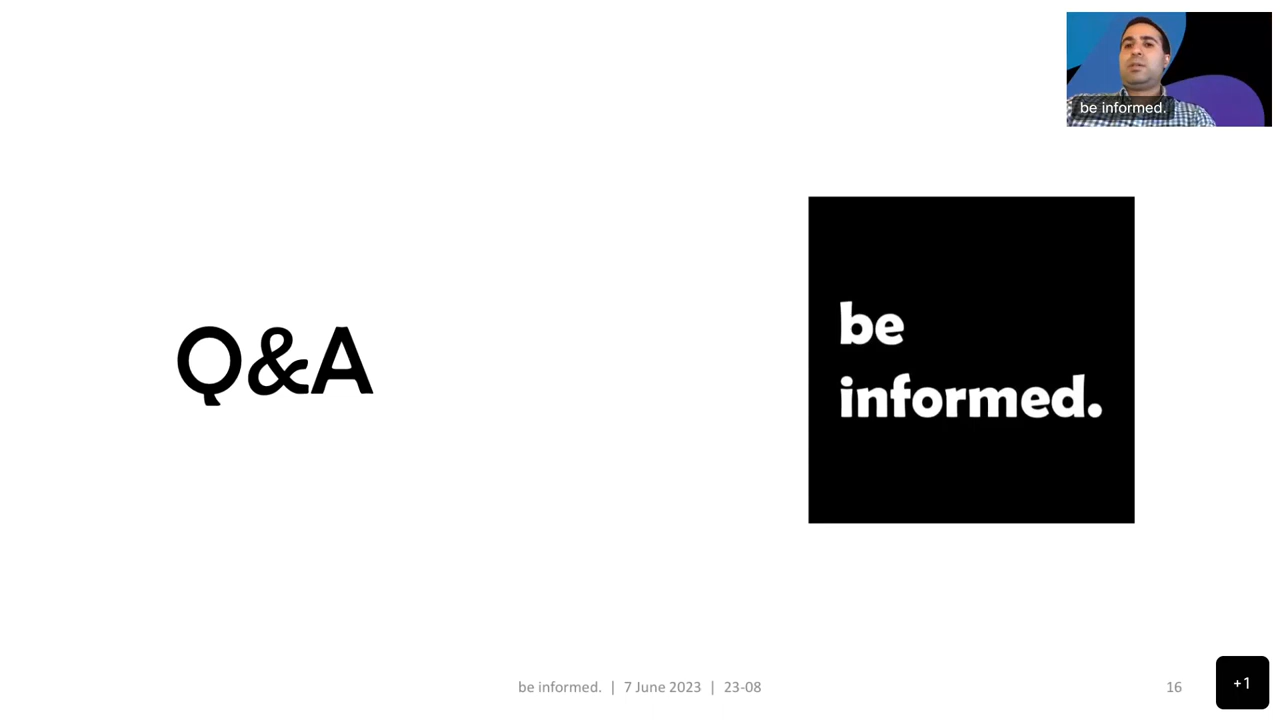 be informed.
Q&A
be
informed.
be informed. | 7 June 2023 | 23-08
16
+1